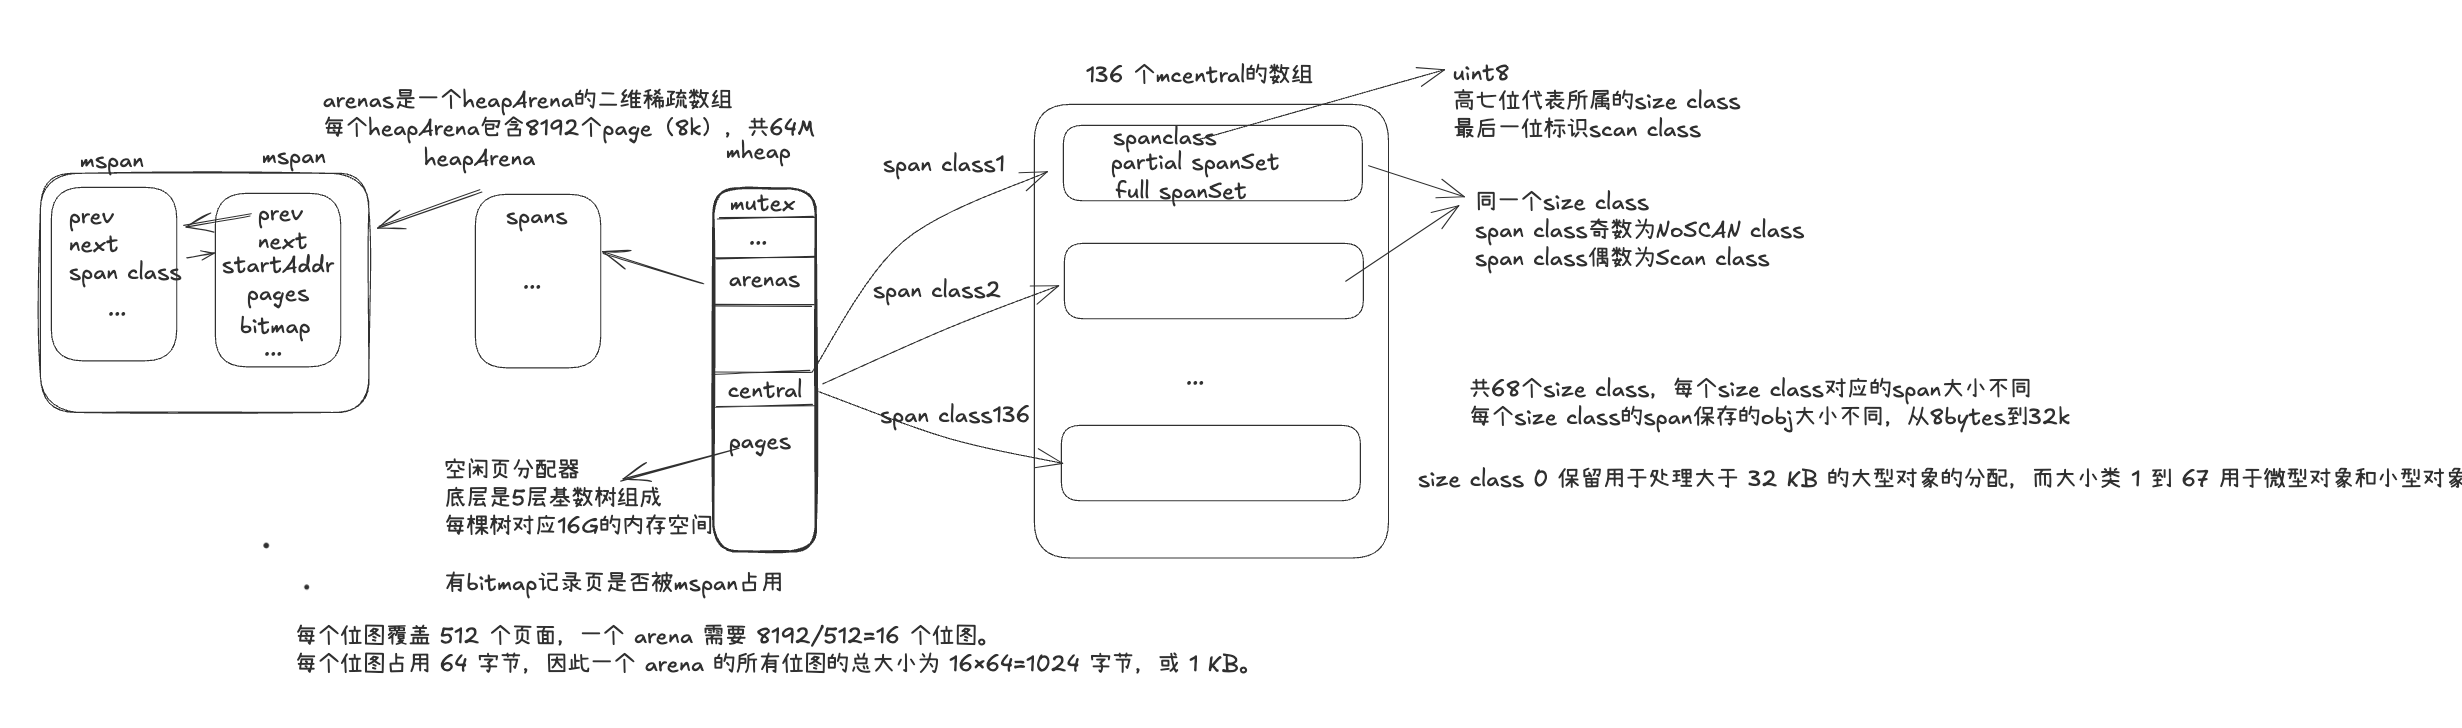 136 个mcentral的数组
uint8
高七位代表所属的size class
最后一位标识scan class
arenas是一个heapArena的二维稀疏数组
每个heapArena包含8192个page（8k），共64M
mheap
heapArena
mspan
mspan
prev
next
span class
...
prev
next
startAddr
pages
bitmap
...
spans
...
mutex
...
arenas
central
pages
span class1
span class2
span class136
spanclass
partial spanSet
full spanSet
...
同一个size class
span class奇数为NoSCAN class
span class偶数为Scan class
共68个size class，每个size class对应的span大小不同
每个size class的span保存的obj大小不同，从8bytes到32k
size class 0 保留用于处理大于 32 KB 的大型对象的分配，而大小类 1 到 67 用于微型对象和小型对象
空闲页分配器
底层是5层基数树组成
每棵树对应16G的内存空间
有bitmap记录页是否被mspan占用
每个位图覆盖 512 个页面，一个 arena 需要 8192/512=16 个位图。
每个位图占用 64 字节，因此一个 arena 的所有位图的总大小为 16×64=1024 字节，或 1 KB。